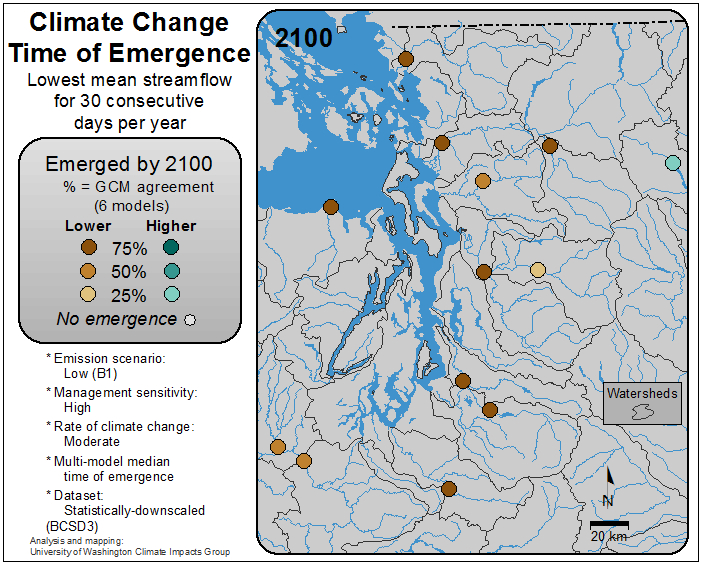 Climate Change
Time of Emergence
Lowest mean streamflow
for 30 consecutive
days per year
Emerged by 2100
% = GCM agreement
(6 models)
Lower Higher
75%
50%
25%
No emergence
* Emission scenario:
Low (B1)
* Management sensitivity:
High
* Rate of climate change:
Moderate
* Multi-model median
time of emergence
* Dataset:
Statistically-downscaled
(BCSD3)
Analysis and mapping:
University of Washington Climate Impacts Group
2100
Watersheds
N
20 km